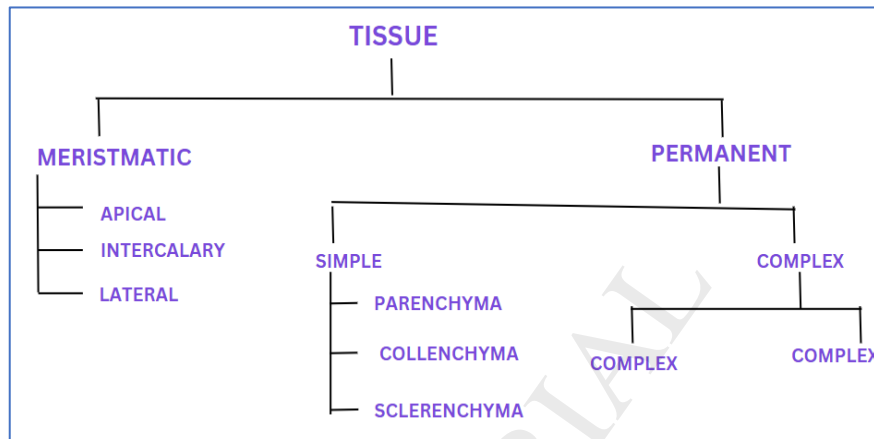 TISSUE
MERISTMATIC
PERMANENT
APICAL
INTERCALARY
LATERAL
SIMPLE
PARENCHYMA
COLLENCHYMA
SCLERENCHYMA
COMPLEX
COMPLEX
COMPLEX